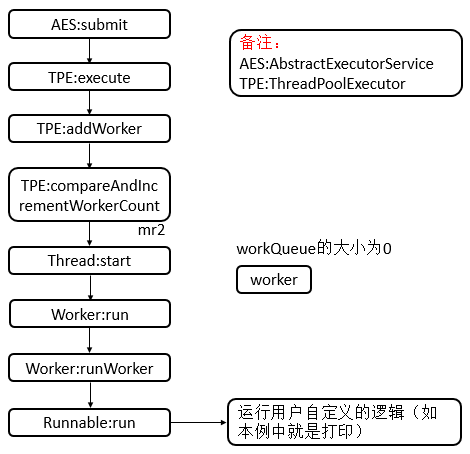 AES:submit
TPE:execute
TPE:addWorker
TPE:compareAndInc
rementWorkerCount
mr2
Thread:start
Worker:run
Worker:runWorker
Runnable:run
备注：
AES:AbstractExecutorService
TPE:ThreadPoolExecutor
workQueue的大小为0
worker
运行用户自定义的逻辑（如
本例中就是打印）